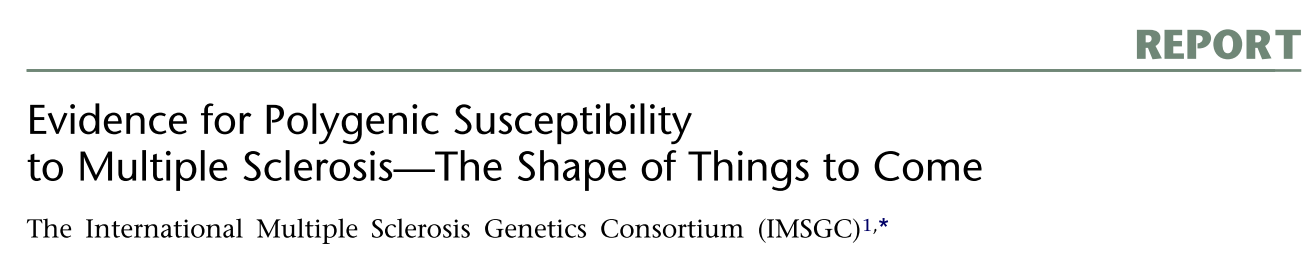 REPORT
Evidence for Polygenic Susceptibility
to Multiple Sclerosis—The Shape of Things to Come
The International Multiple Sclerosis Genetics Consortium (IMSGC)1,*